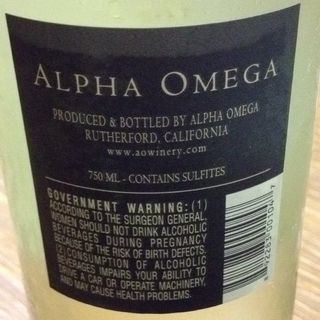 ALPHA OMEGA
PRODUCED & BOTTLED BY ALPHA OMEGA
RUTHERFORD, CALIFORNIA
www.aowinery.com
750 ML - CONTAINS SULFITES
GOVERNMENT WARNING: (1)
ACCORDING TO THE SURGEON GENERAL,
WOMEN SHOULD NOT DRINK ALCOHOLIC
BEVERAGES DURING PREGNANCY
BECAUSE OF THE RISK OF BIRTH DEFECTS.
(2) CONSUMPTION OF ALCOHOLIC
BEVERAGES IMPAIRS YOUR ABILITY TO
DRIVE A CAR OR OPERATE MACHINERY,
AND MAY CAUSE HEALTH PROBLEMS.